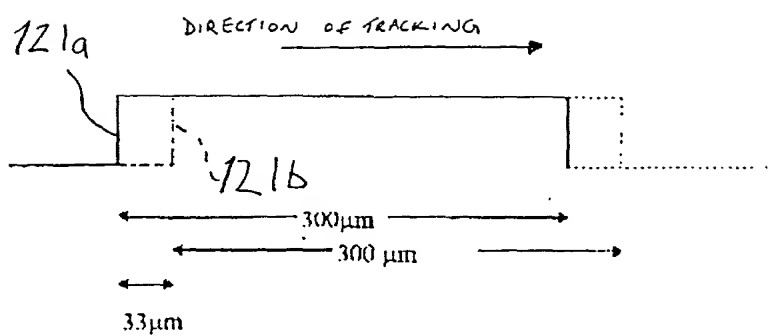 DIRECTION OF TRACKING
121a
121b
300µm
300 µm
33µm